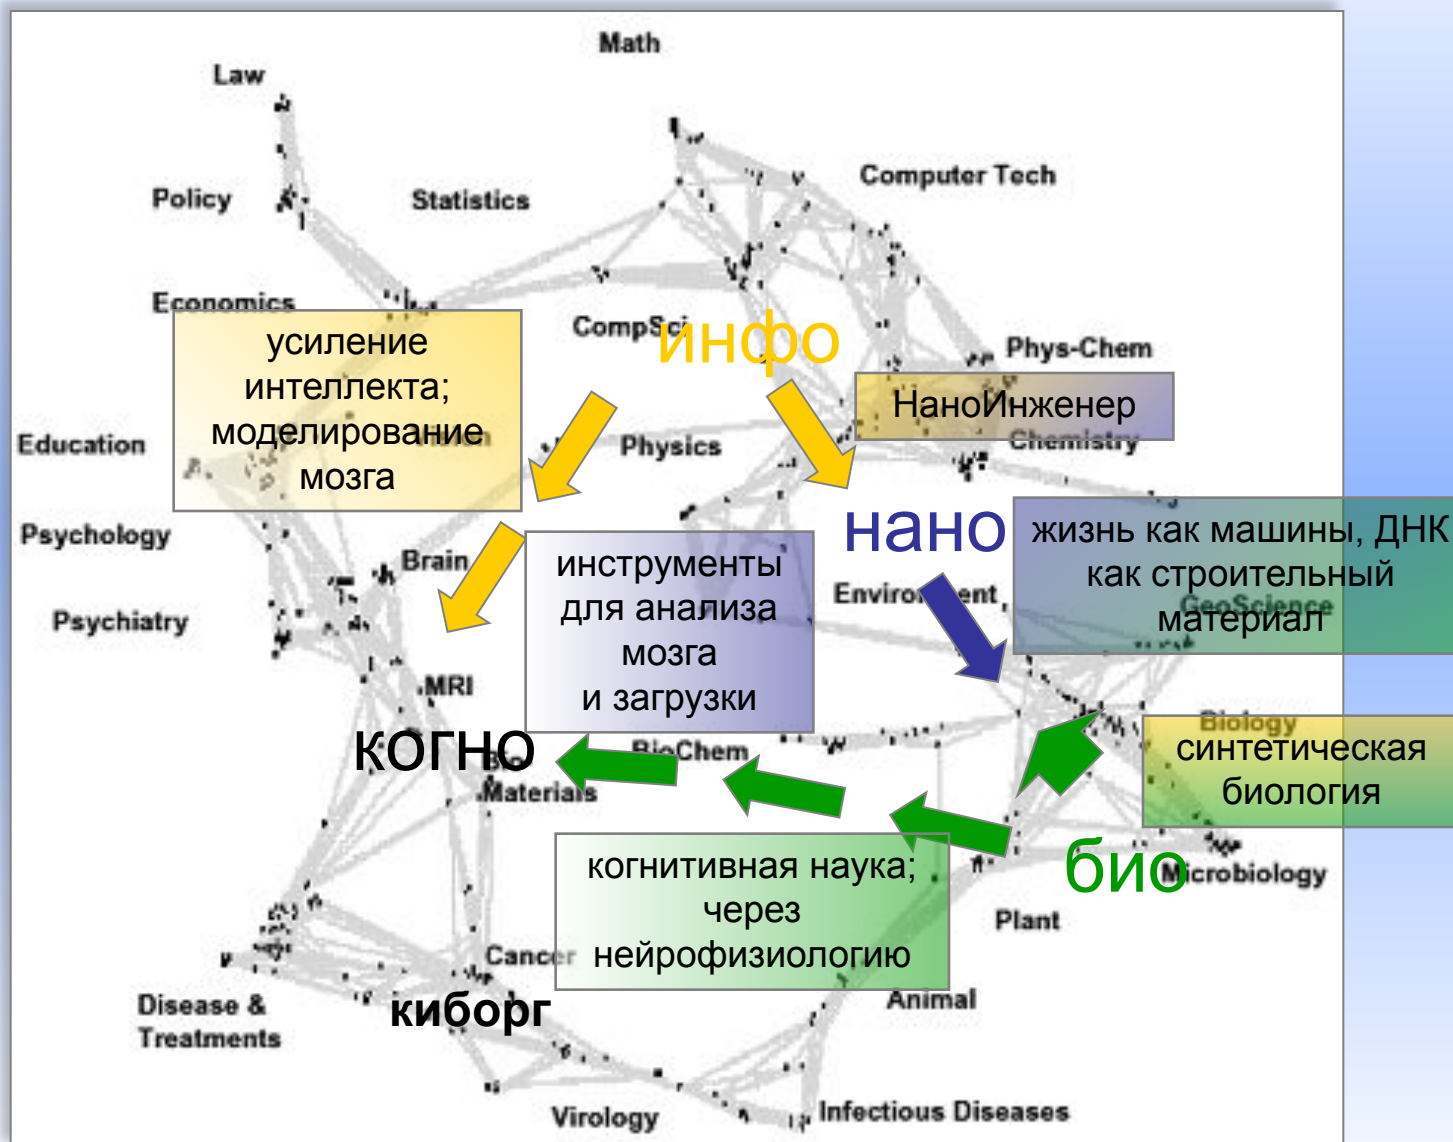 Math
Law
Computer Tech
Policy
Statistics
Economics
CompSci
инфо
Phys-Chem
усиление
интеллекта;
моделирование
мозга
НаноИнженер
Education
Physics
Chemistry
Psychology
нано
жизнь как машины, ДНК
как строительный
материал
Brain
инструменты
для анализа
мозга
и загрузки
Environment
GeoScience
Psychiatry
MRI
Biology
когно
BioChem
синтетическая
биология
Bio-
Materials
био
Microbiology
когнитивная наука;
через
нейрофизиологию
Plant
Cancer
Animal
киборг
Disease &
Treatments
Virology
Infectious Diseases